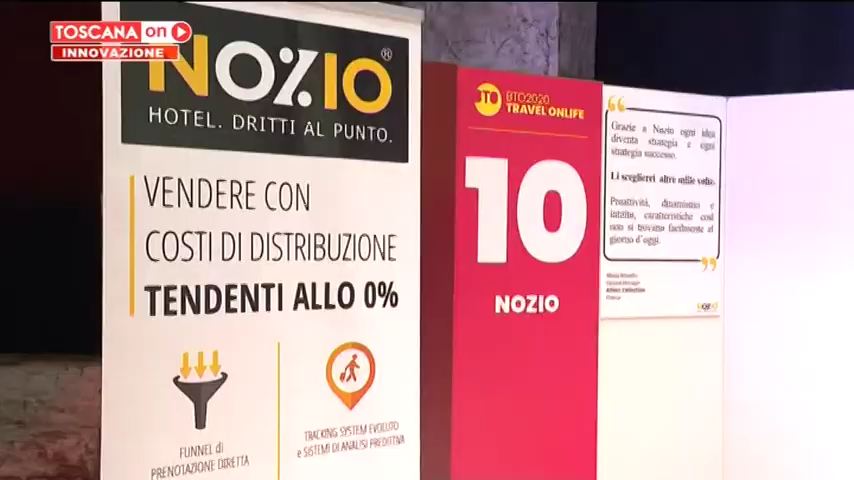 TOSCANA on
INNOVAZIONE
NOZIO®
HOTEL. DRITTI AL PUNTO.
VENDERE CON
COSTI DI DISTRIBUZIONE
TENDENTI ALLO 0%
FUNNEL di
PRENOTAZIONE DIRETTA
TRACKING SYSTEM EVOLUTO
e SISTEMI DI ANALISI PREDITTIVA
BTO
BTO2020
TRAVEL ONLIFE
10
NOZIO
Grazie a Nozio ogni idea
diventa strategia e ogni
strategia successo.
Li sceglierei altre mille volte.
Proattività, dinamismo e
intuito, caratteristiche così
non si trovano facilmente al
giorno d'oggi.